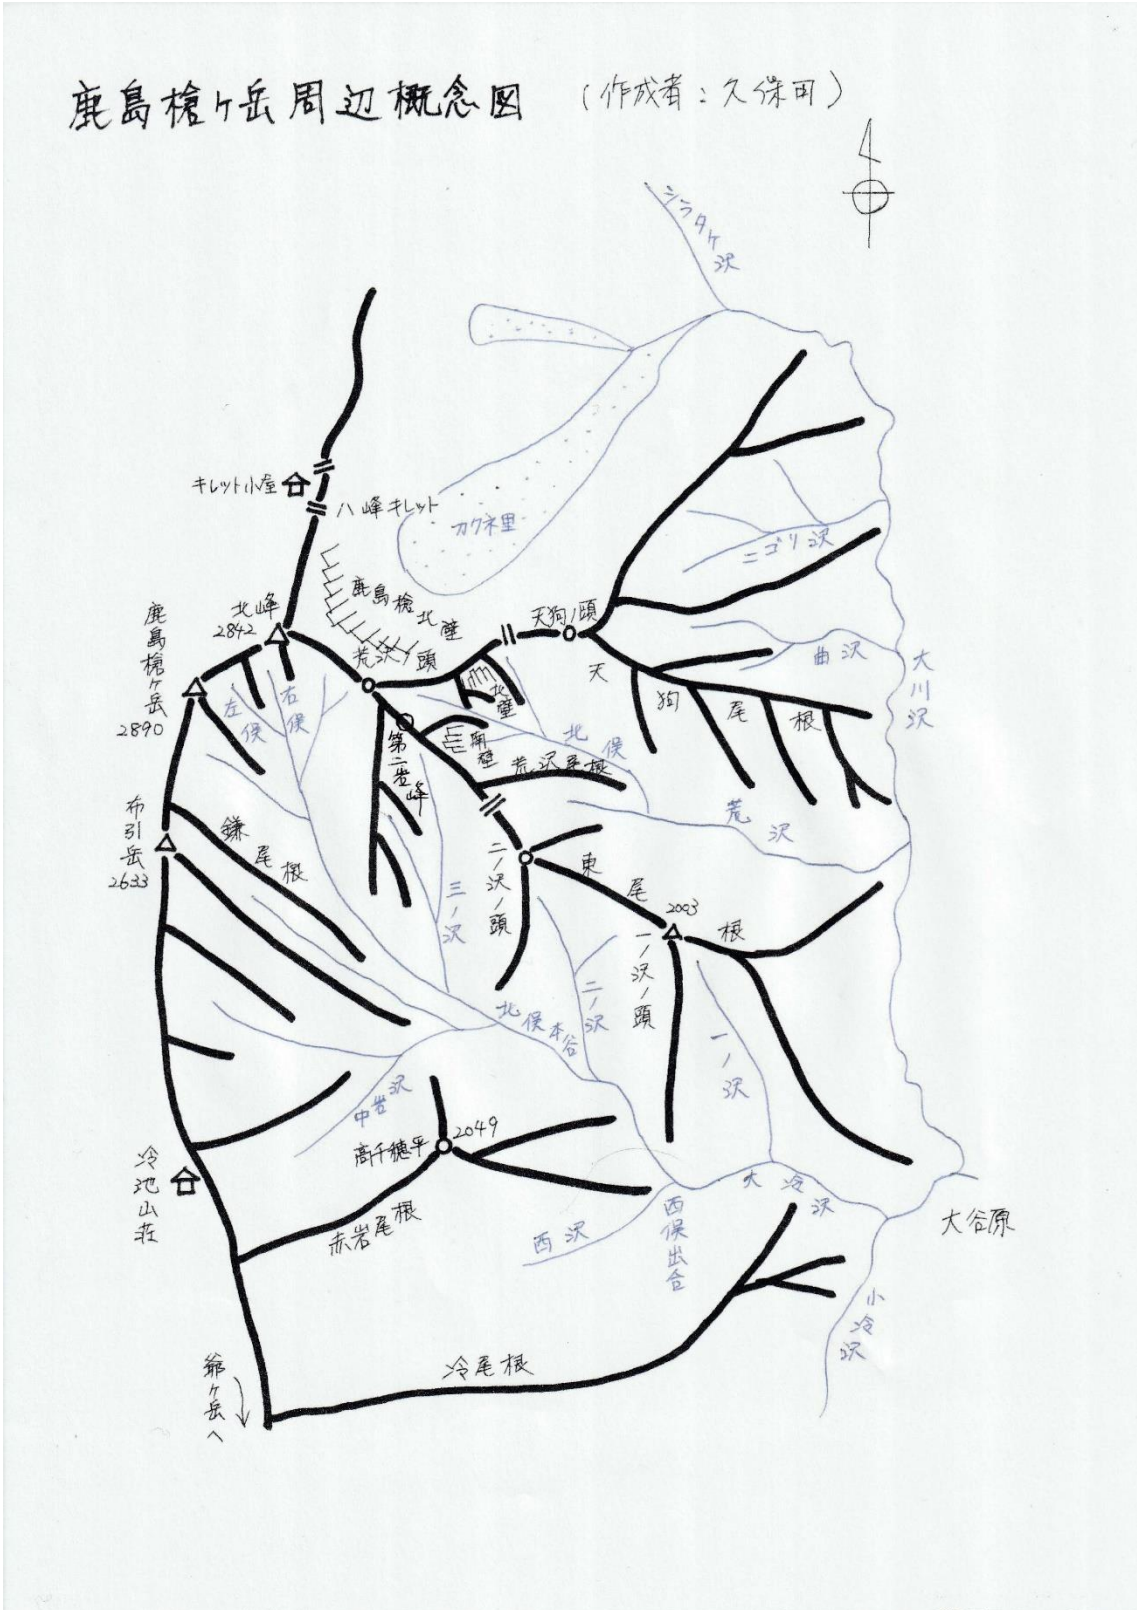 鹿島槍ヶ岳周辺概念図
(作成者:久保田)
シラタケ沢
キレット小屋
八峰キレット
カクネ里
ニゴリ沢
鹿島槍北壁
北峰
2842
鹿島槍ヶ岳
2890
荒沢ノ頭
天狗ノ頭
天狗尾根
曲沢
大川沢
左俣
右俣
北壁
南壁
北俣
第二岩峰
荒沢尾根
荒沢
布引岳
2633
鎌尾根
三ノ沢
二ノ沢ノ頭
東尾根
2003
一ノ沢ノ頭
北俣本谷
二ノ沢
一ノ沢
中岩沢
高千穂平
2049
冷池山荘
赤岩尾根
西沢
西俣出合
大冷沢
大谷原
小冷沢
冷尾根
爺ヶ岳へ